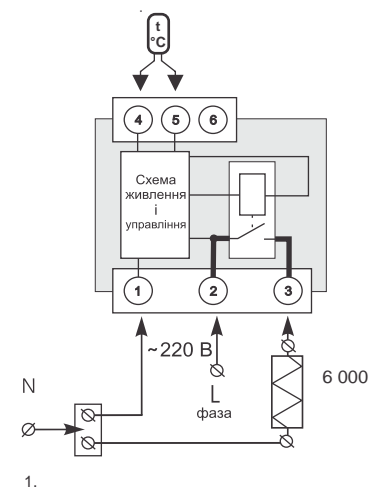 t
°C
4 5 6
Схема
живлення
і
управління
1 2 3
~220 В
N
L
фаза
6 000
1.